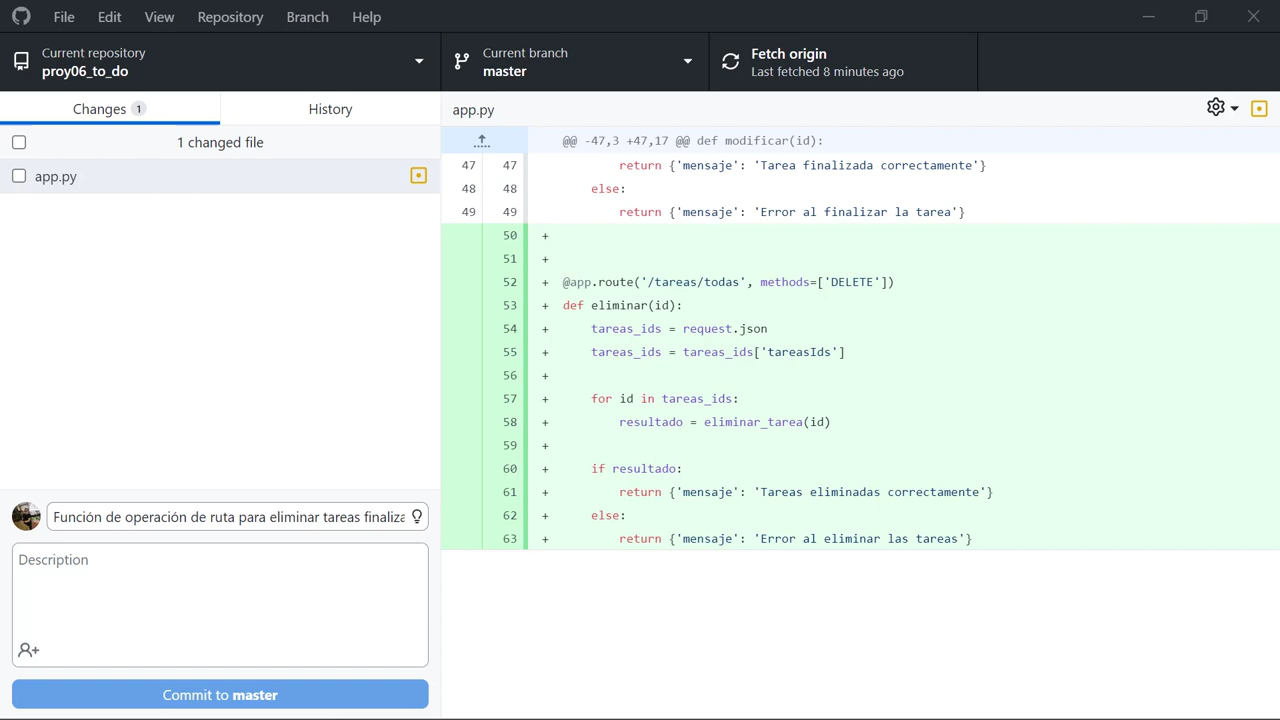 File Edit View Repository Branch Help
Current repository
proy06_to_do
Current branch
master
Fetch origin
Last fetched 8 minutes ago
Changes 1
History
app.py
1 changed file
app.py
@@ -47,3 +47,17 @@ def modificar(id):
47 47 return {'mensaje': 'Tarea finalizada correctamente'}
48 48 else:
49 49 return {'mensaje': 'Error al finalizar la tarea'}
50 +
51 +
52 + @app.route('/tareas/todas', methods=['DELETE'])
53 + def eliminar(id):
54 + tareas_ids = request.json
55 + tareas_ids = tareas_ids['tareasIds']
56 +
57 + for id in tareas_ids:
58 + resultado = eliminar_tarea(id)
59 +
60 + if resultado:
61 + return {'mensaje': 'Tareas eliminadas correctamente'}
62 + else:
63 + return {'mensaje': 'Error al eliminar las tareas'}
Función de operación de ruta para eliminar tareas finaliza
Description
Commit to master